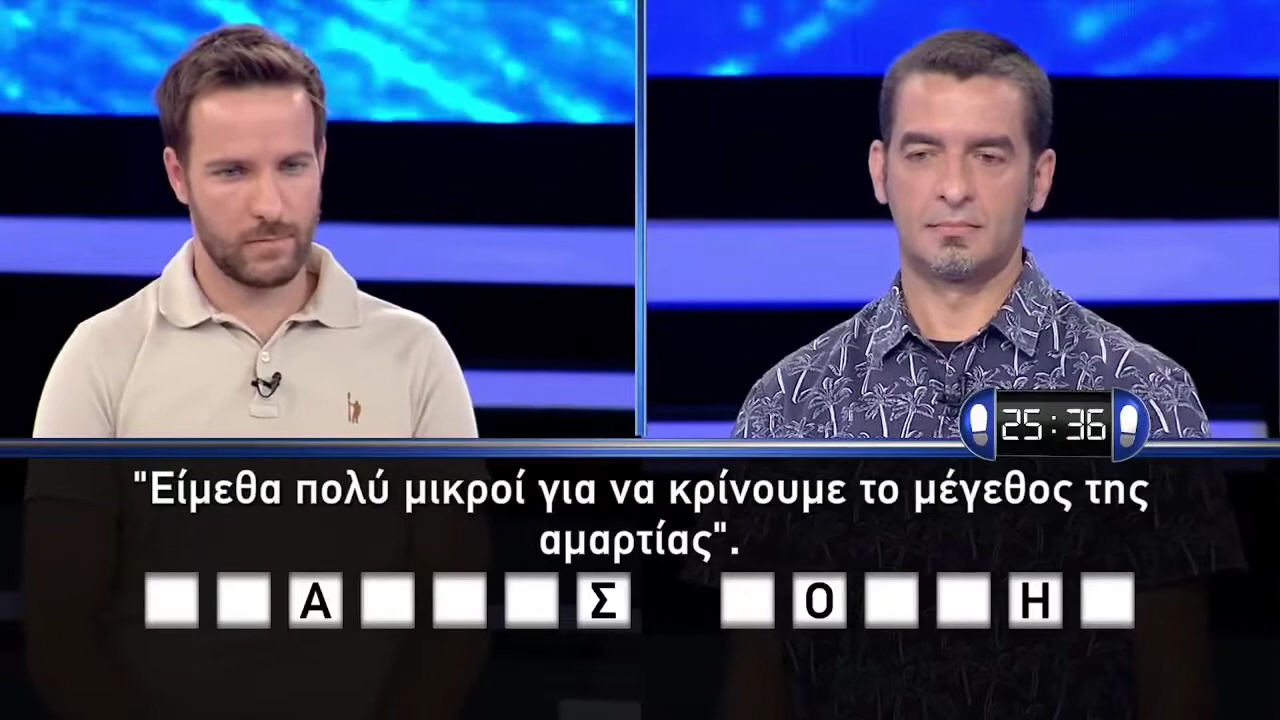 25:36
"Είμεθα πολύ μικροί για να κρίνουμε το μέγεθος της
αμαρτίας".
Α Σ Ο Η